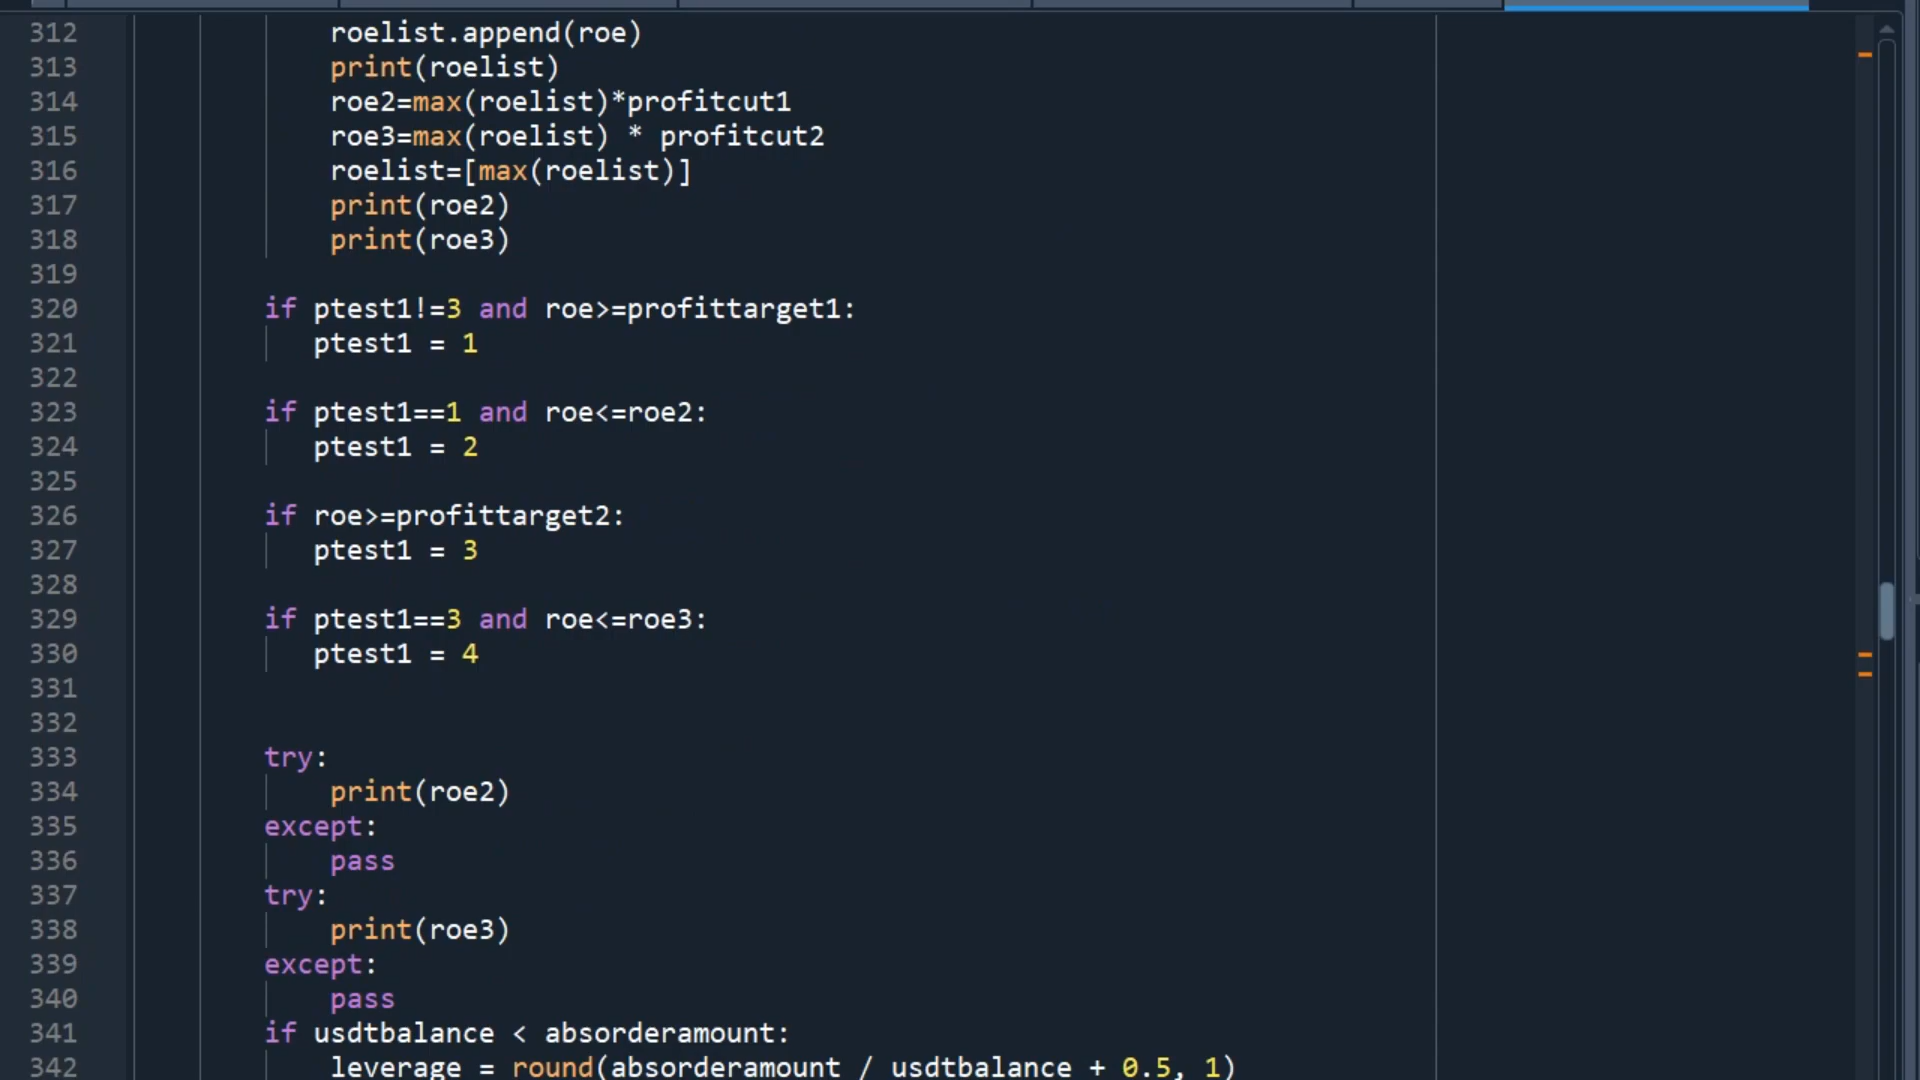 312 roelist.append(roe)
313 print(roelist)
314 roe2=max(roelist)*profitcut1
315 roe3=max(roelist) * profitcut2
316 roelist=[max(roelist)]
317 print(roe2)
318 print(roe3)
319
320 if ptest1!=3 and roe>=profittarget1:
321 ptest1 = 1
322
323 if ptest1==1 and roe<=roe2:
324 ptest1 = 2
325
326 if roe>=profittarget2:
327 ptest1 = 3
328
329 if ptest1==3 and roe<=roe3:
330 ptest1 = 4
331
332
333 try:
334 print(roe2)
335 except:
336 pass
337 try:
338 print(roe3)
339 except:
340 pass
341 if usdtbalance < absorderamount:
342 leverage = round(absorderamount / usdtbalance + 0.5, 1)